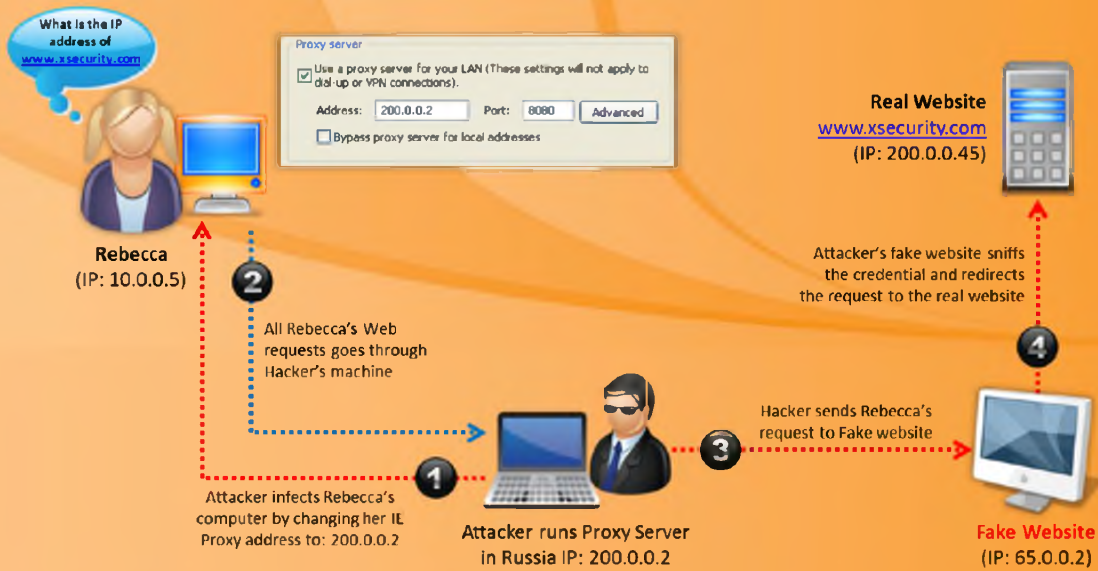 What is the IP
address of
www.xsecurity.com
Rebecca
(IP: 10.0.0.5)
Proxy server
Use a proxy server for your LAN (These settings will not apply to
dial-up or VPN connections).
Address: 200.0.0.2 Port: 8080 Advanced
Bypass proxy server for local addresses
Real Website
www.xsecurity.com
(IP: 200.0.0.45)
2
All Rebecca's Web
requests goes through
Hacker's machine
1
Attacker infects Rebecca's
computer by changing her IE
Proxy address to: 200.0.0.2
Attacker runs Proxy Server
in Russia IP: 200.0.0.2
3
Hacker sends Rebecca's
request to Fake website
Attacker's fake website sniffs
the credential and redirects
the request to the real website
4
Fake Website
(IP: 65.0.0.2)